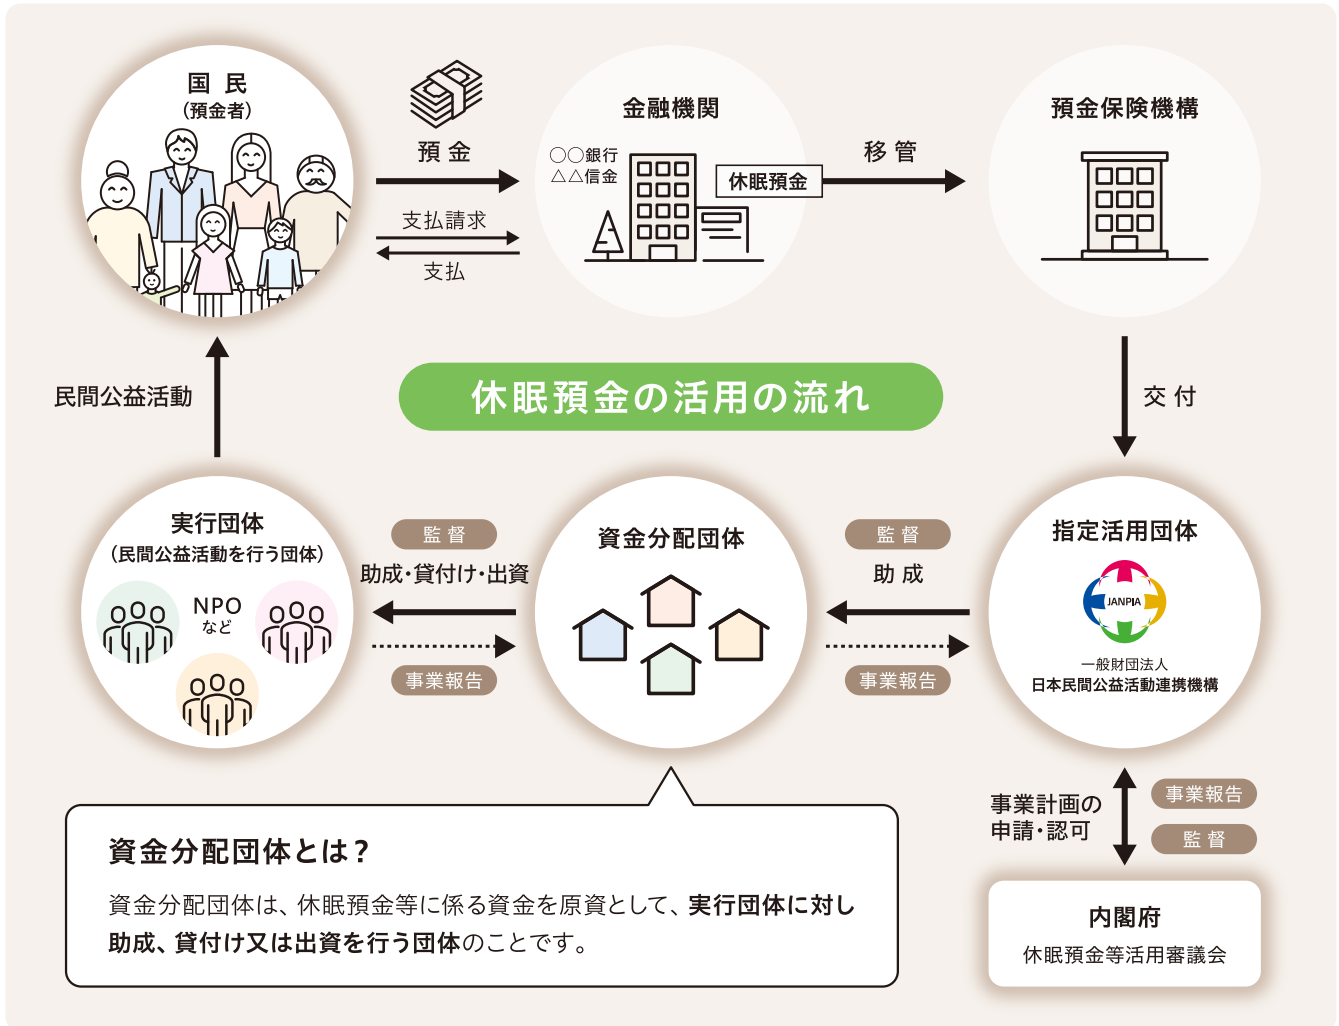 国民
(預金者)
預金
支払請求
支払
金融機関
〇〇銀行
△△信金
休眠預金
移管
預金保険機構
民間公益活動
休眠預金の活用の流れ
交付
実行団体
(民間公益活動を行う団体)
NPO
など
監督
助成・貸付け・出資
事業報告
資金分配団体
監督
助成
事業報告
指定活用団体
JANPIA
一般財団法人
日本民間公益活動連携機構
事業計画の
申請・認可
事業報告
監督
内閣府
休眠預金等活用審議会
資金分配団体とは？
資金分配団体は、休眠預金等に係る資金を原資として、実行団体に対し
助成、貸付け又は出資を行う団体のことです。